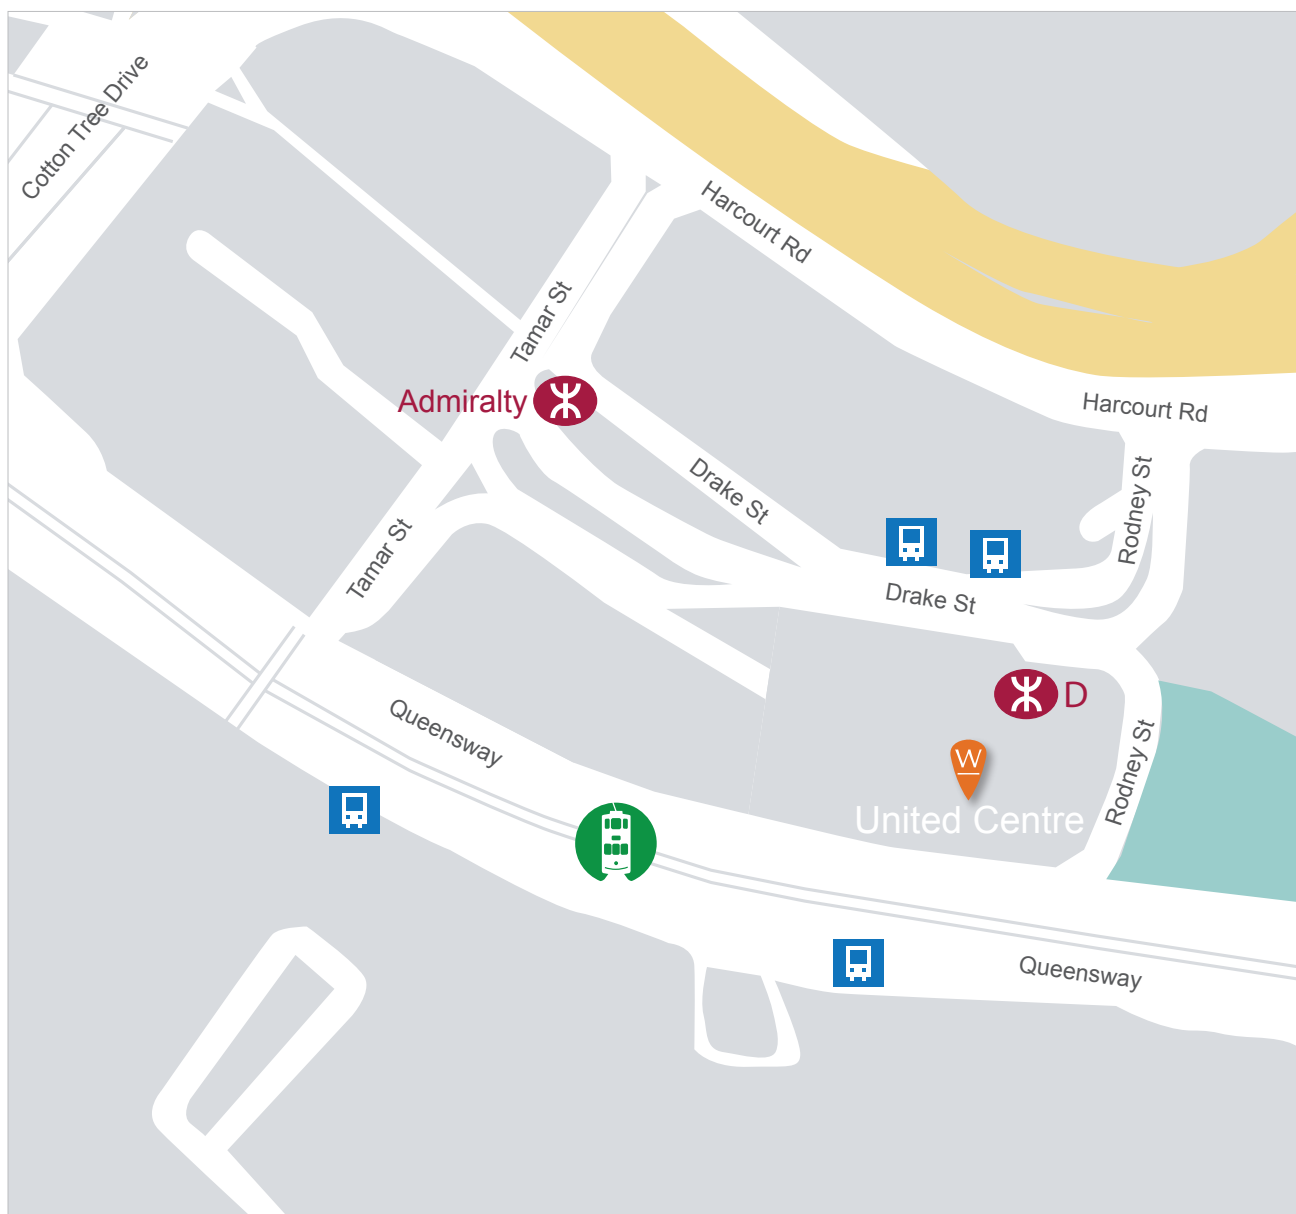 Cotton Tree Drive
Harcourt Rd
Tamar St
Admiralty
Harcourt Rd
Drake St
Rodney St
Tamar St
Drake St
D
Queensway
W
Rodney St
United Centre
Queensway